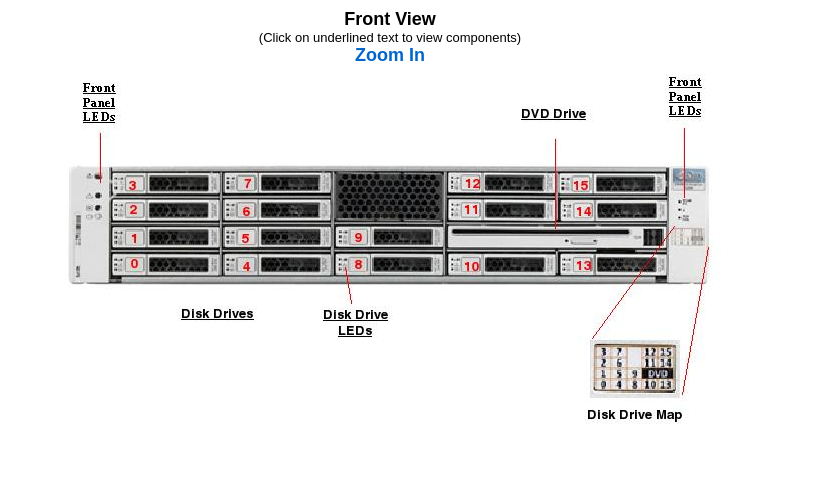 Front View
(Click on underlined text to view components)
Zoom In
Front
Panel
LEDs
DVD Drive
Front
Panel
LEDs
3 7 12 15
2 6 11 14
1 5 9
0 4 8 10 13
Disk Drives
Disk Drive
LEDs
3 7 12 15
2 6 11 14
1 5 9 DVD
0 4 8 10 13
Disk Drive Map